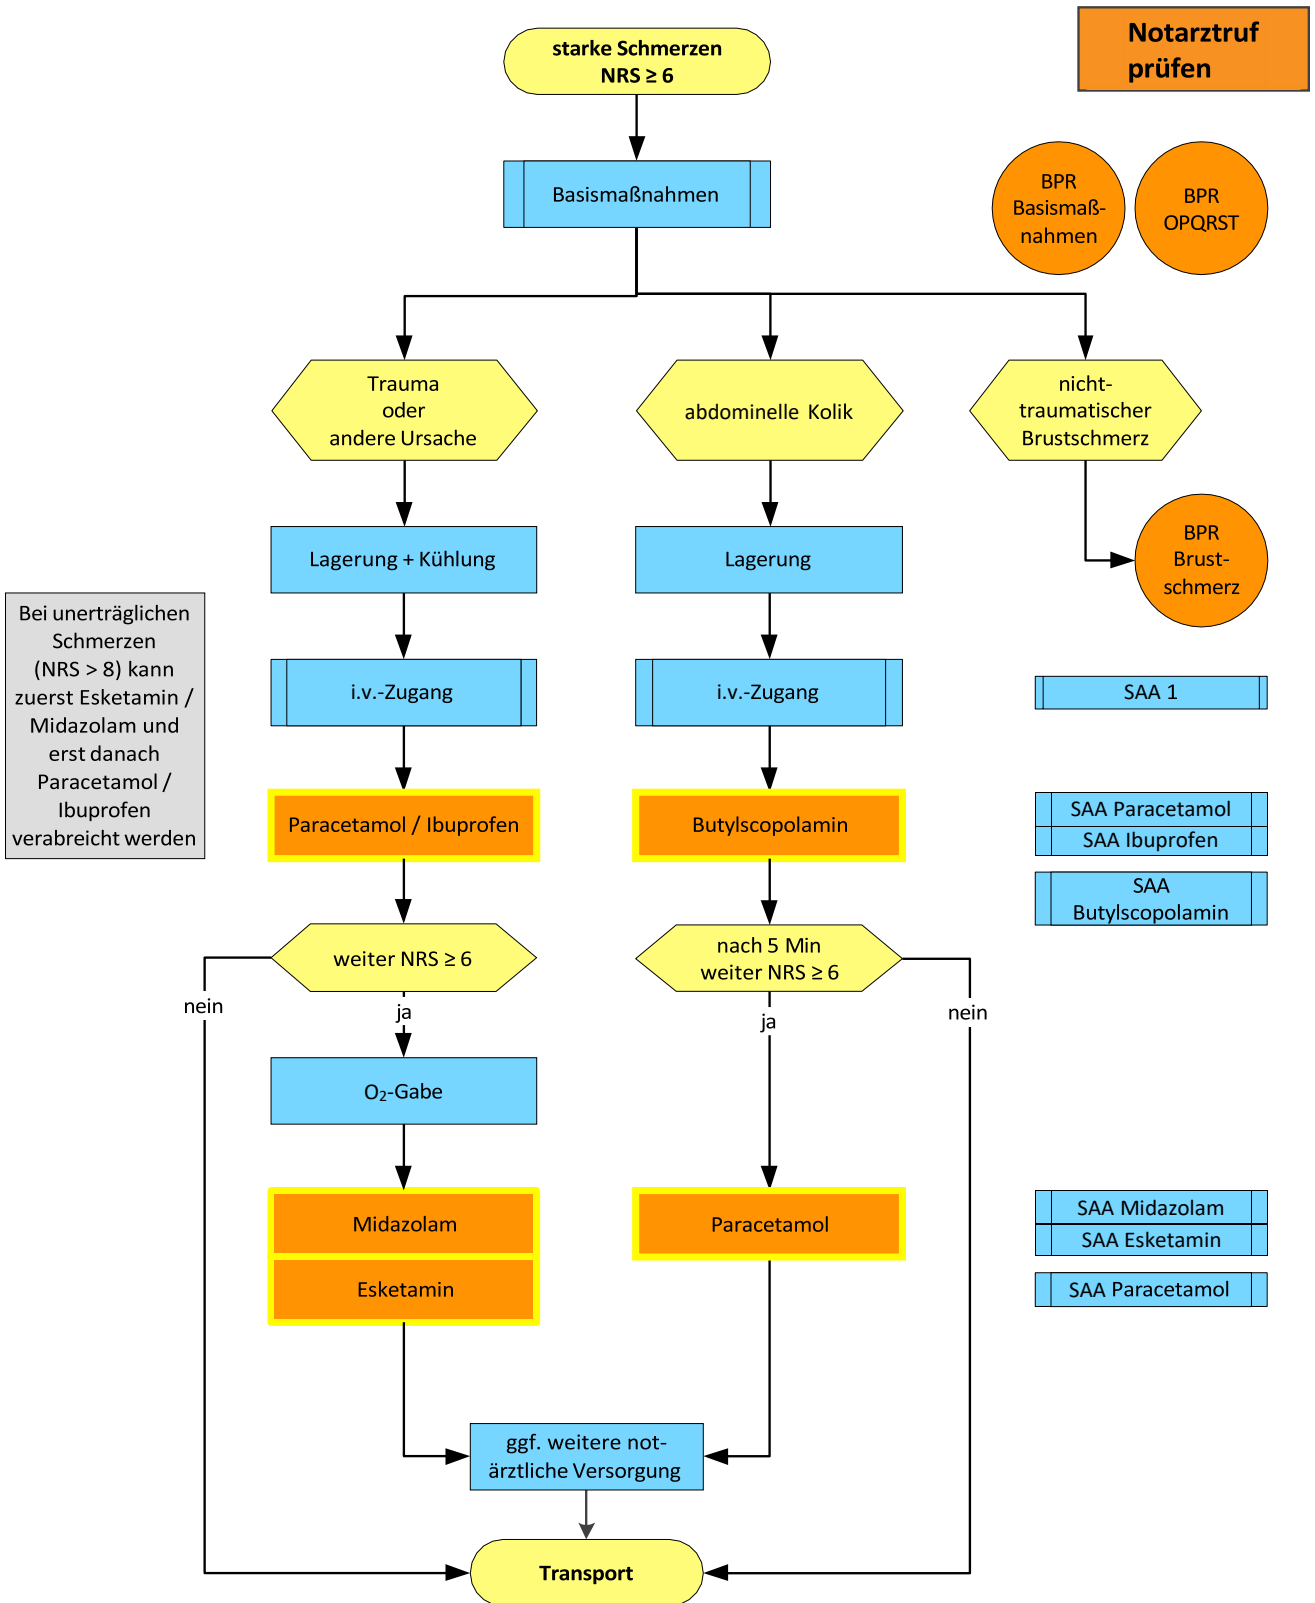 starke Schmerzen
NRS ≥ 6
Notarztruf
prüfen
Basismaßnahmen
BPR
Basismaß-
nahmen
BPR
OPQRST
Trauma
oder
andere Ursache
abdominelle Kolik
nicht-
traumatischer
Brustschmerz
Lagerung + Kühlung
Lagerung
BPR
Brust-
schmerz
Bei unerträglichen
Schmerzen
(NRS > 8) kann
zuerst Esketamin /
Midazolam und
erst danach
Paracetamol /
Ibuprofen
verabreicht werden
i.v.-Zugang
i.v.-Zugang
SAA 1
Paracetamol / Ibuprofen
Butylscopolamin
SAA Paracetamol
SAA Ibuprofen
SAA
Butylscopolamin
weiter NRS ≥ 6
nach 5 Min
weiter NRS ≥ 6
nein
ja
ja
nein
O₂-Gabe
Midazolam
Esketamin
Paracetamol
SAA Midazolam
SAA Esketamin
SAA Paracetamol
ggf. weitere not-
ärztliche Versorgung
Transport